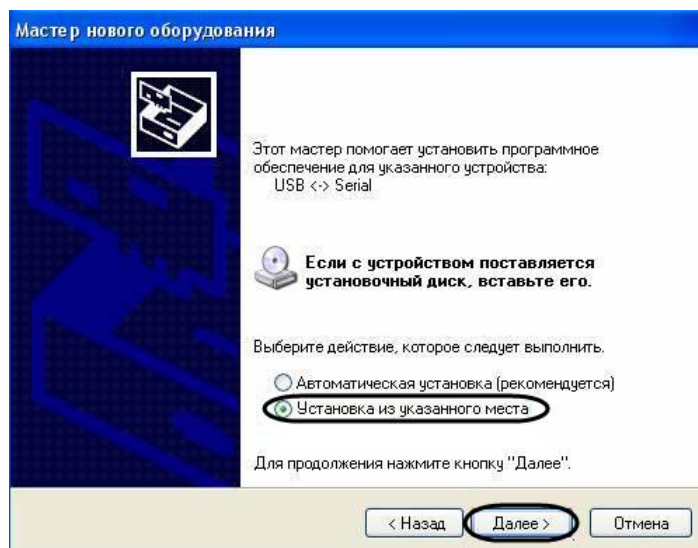 Мастер нового оборудования
Этот мастер помогает установить программное
обеспечение для указанного устройства:
USB <-> Serial
Если с устройством поставляется
установочный диск, вставьте его.
Выберите действие, которое следует выполнить.
Автоматическая установка (рекомендуется)
Установка из указанного места
Для продолжения нажмите кнопку "Далее".
< Назад
Далее >
Отмена